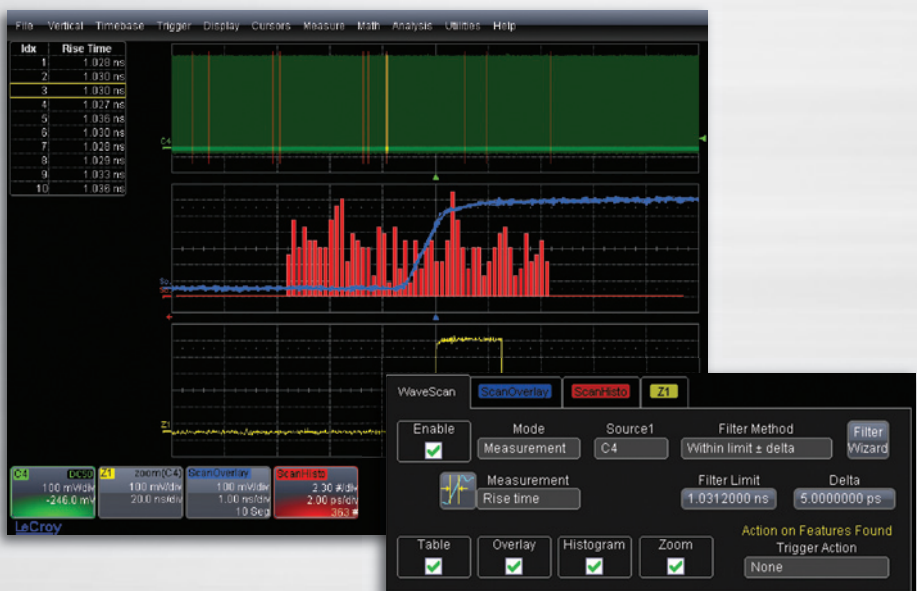 File Vertical Timebase Trigger Display Cursors Measure Math Analysis Utilities Help
Idx Rise Time
1 1.028 ns
2 1.030 ns
3 1.030 ns
4 1.027 ns
5 1.036 ns
6 1.030 ns
7 1.028 ns
8 1.029 ns
9 1.033 ns
10 1.036 ns
C4
Z1
C4 DC50
100 mV/div
-246.0 mV
Z1 zoom(C4)
100 mV/div
20.0 ns/div
ScanOverlay
100 mV/div
1.00 ns/div
10 Seg
ScanHisto
2.30 #/div
2.00 ps/div
363 #
LeCroy
WaveScan ScanOverlay ScanHisto Z1
Enable Mode Source1 Filter Method Filter Wizard
Measurement C4 Within limit ± delta
Measurement Filter Limit Delta
Rise time 1.0312000 ns 5.0000000 ps
Action on Features Found
Table Overlay Histogram Zoom Trigger Action
None